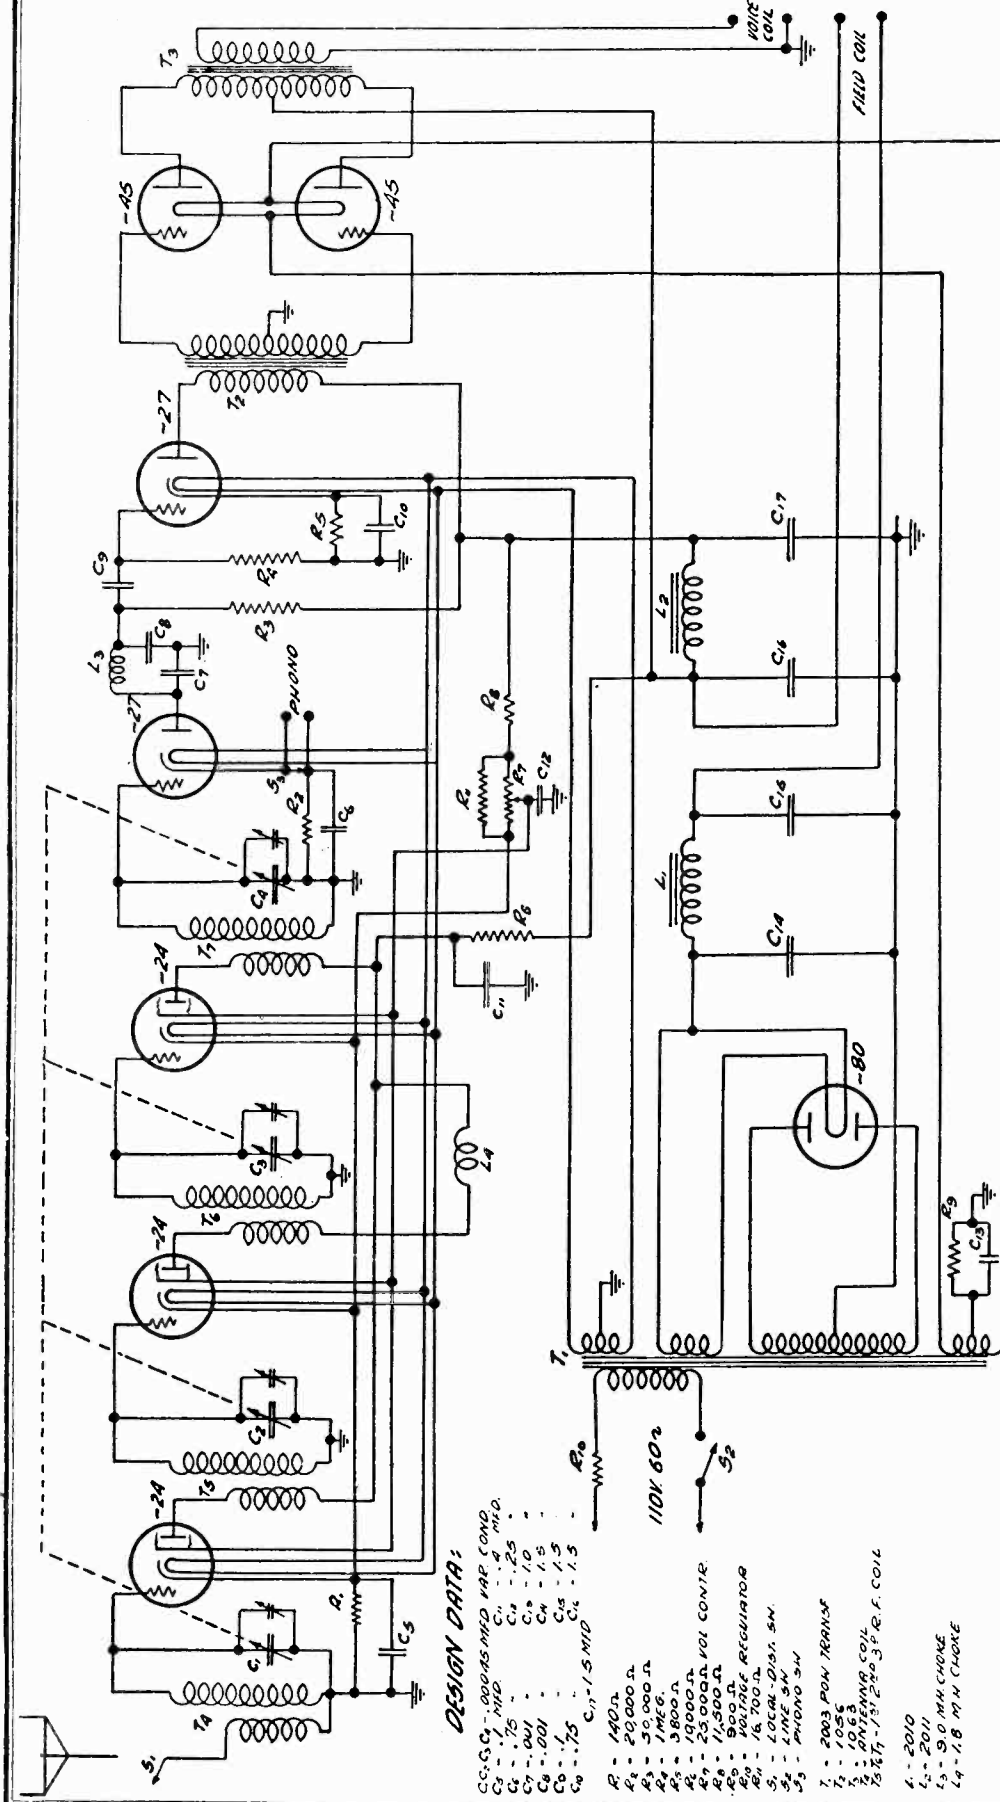 VOICE
COIL
FIELD COIL
T3
~45
~45
T2
~27
C9
R4
R5
C10
R3
C8
C7
L3
~27
PHONO
S3
R2
C6
C4
T7
~24
C3
T6
~24
C2
T5
~24
C1
T4
S1
R1
C5
L4
C11
R6
R7
C12
R8
R11
L2
C17
C16
C15
L1
C14
~80
T1
R9
C13
R10
110V. 60~
S2
DESIGN DATA:
C1 C2 C3 C4 - .00045 MFD VAR. COND.
C5 - .1 MFD. C11 - .4 MFD.
C6 - .75 " C12 - .25 "
C7 - .001 " C13 - 1.0 "
C8 - .001 " C14 - 1.5 "
C9 - .1 " C15 - 1.5 "
C10 - .75 " C16 - 1.5 "
C17 - 1.5 MFD
R1 - 140 Ω
R2 - 20,000 Ω
R3 - 50,000 Ω
R4 - 1 MEG.
R5 - 3800 Ω
R6 - 1000 Ω
R7 - 25,000 Ω VOL CONTR.
R8 - 11,500 Ω
R9 - 900 Ω
R10 - VOLTAGE REGULATOR
R11 - 16,700 Ω
S1 - LOCAL-DIST. SW.
S2 - LINE SW
S3 - PHONO SW
T1 - 2003 POW TRANSF
T2 - 1056
T3 - 1063
T4 - ANTENNA COIL
T5 T6 T7 - 1ST 2ND 3RD R.F. COIL
L1 - 2010
L2 - 2011
L3 - 9.0 M.H. CHOKE
L4 - 1.8 M.H. CHOKE